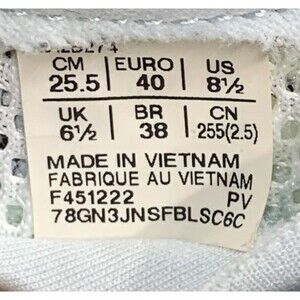 CM EURO US
25.5 40 8½
UK BR CN
6½ 38 255(2.5)
MADE IN VIETNAM
FABRIQUE AU VIETNAM
F451222 PV
78GN3JNSFBLSC6C